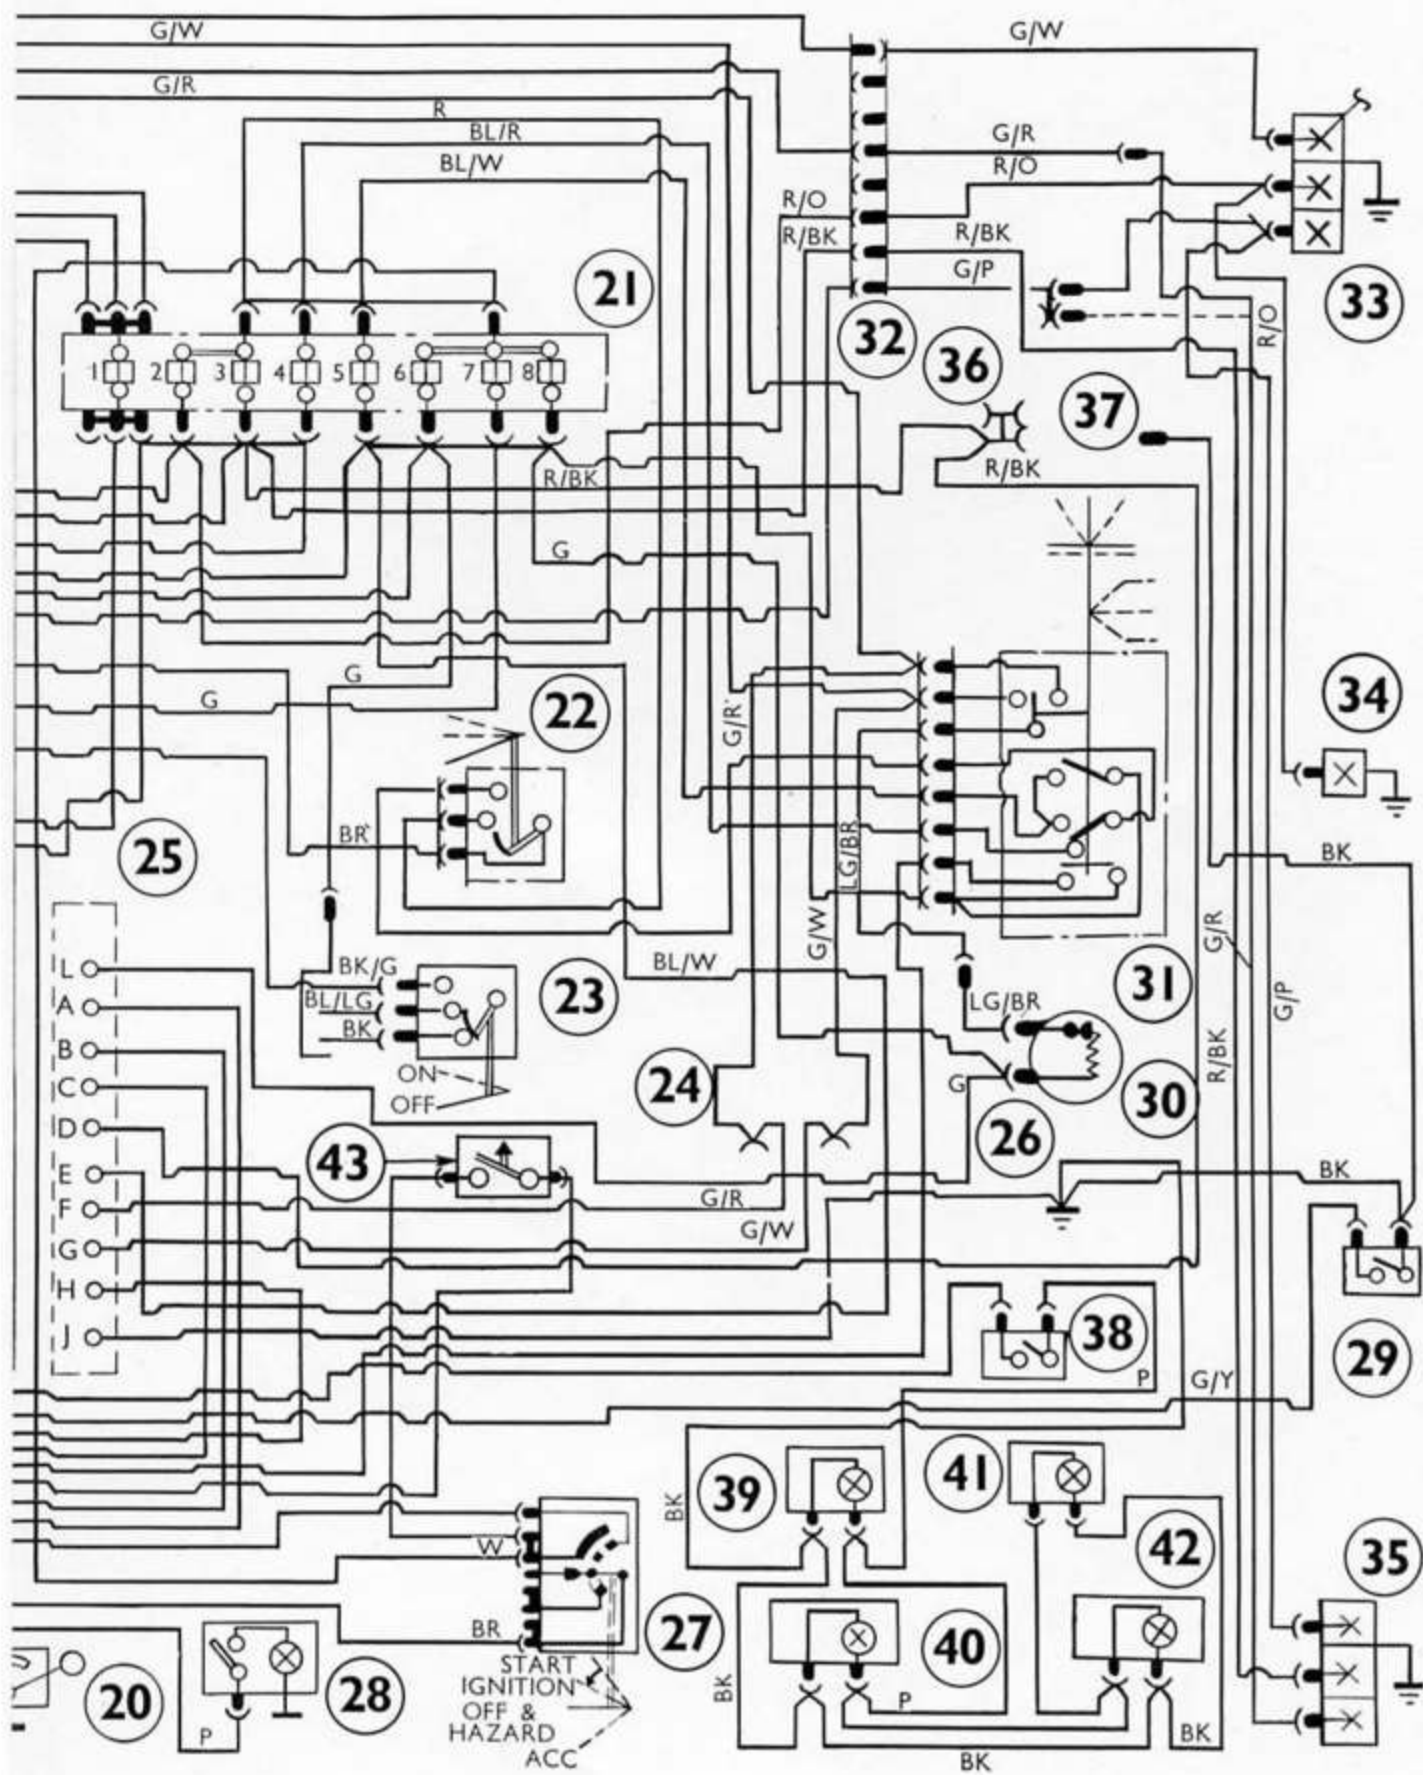 G/W
G/W
G/R
R
BL/R
G/R
BL/W
R/O
R/O
R/BK
R/BK
G/P
21
33
32
R/O
36
1 2 3 4 5 6 7 8
37
R/BK
R/BK
G
34
G
G
22
G/R
BR
25
LG/BR
BK
G/R
G/W
L
BK/G
23
BL/W
31
A
BL/LG
LG/BR
G/P
BK
B
R/BK
ON
24
G
30
C
OFF
D
26
43
E
BK
G/R
F
G/W
G
H
J
38
29
P
G/Y
39
41
BK
42
35
W
BR
27
40
START
IGNITION
OFF &
HAZARD
ACC
20
28
P
BK
P
BK
BK